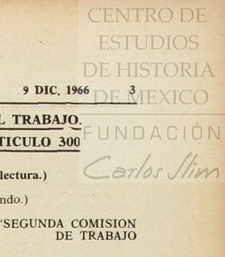 CENTRO DE
ESTUDIOS
DE HISTORIA
9 DIC. 1966 3
DE MEXICO
L TRABAJO.
FUNDACIÓN
TICULO 300
Carlos Slim
lectura.)
ndo.)
"SEGUNDA COMISION
DE TRABAJO